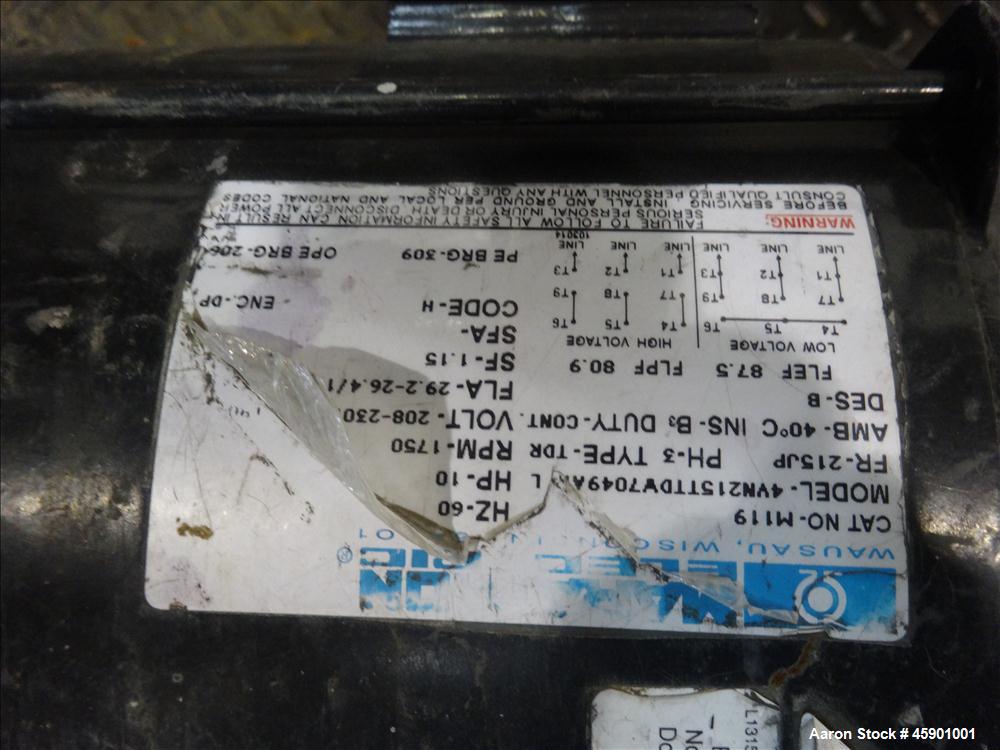 ELEC
WAUSAU, WISCON
CAT NO-M119
HZ-60
MODEL-
HP-10
FR-215JP PH-3 TYPE-TDR RPM-1750
AMB-40°C INS-B3 DUTY-CONT. VOLT-208-230
DES-B
FLA-29.2-26.4/1
FLEF 87.5 FLPF 80.9
SF-1.15
SFA-
LOW VOLTAGE HIGH VOLTAGE
CODE-H
ENC.-DP
T4 T5 T6 T4 T5 T6
T7 T8 T9 T7 T8 T9
T1 T2 T3 T1 T2 T3
LINE LINE LINE LINE LINE LINE
PE BRG-309 OPE BRG-206
103014
WARNING:
FAILURE TO FOLLOW ALL SAFETY INFORMATION CAN RESULT IN
SERIOUS PERSONAL INJURY OR DEATH. DISCONNECT ALL POWER
BEFORE SERVICING. INSTALL AND GROUND PER LOCAL AND NATIONAL CODES
CONSULT QUALIFIED PERSONNEL WITH ANY QUESTIONS
L1315
Aaron Stock # 45901001